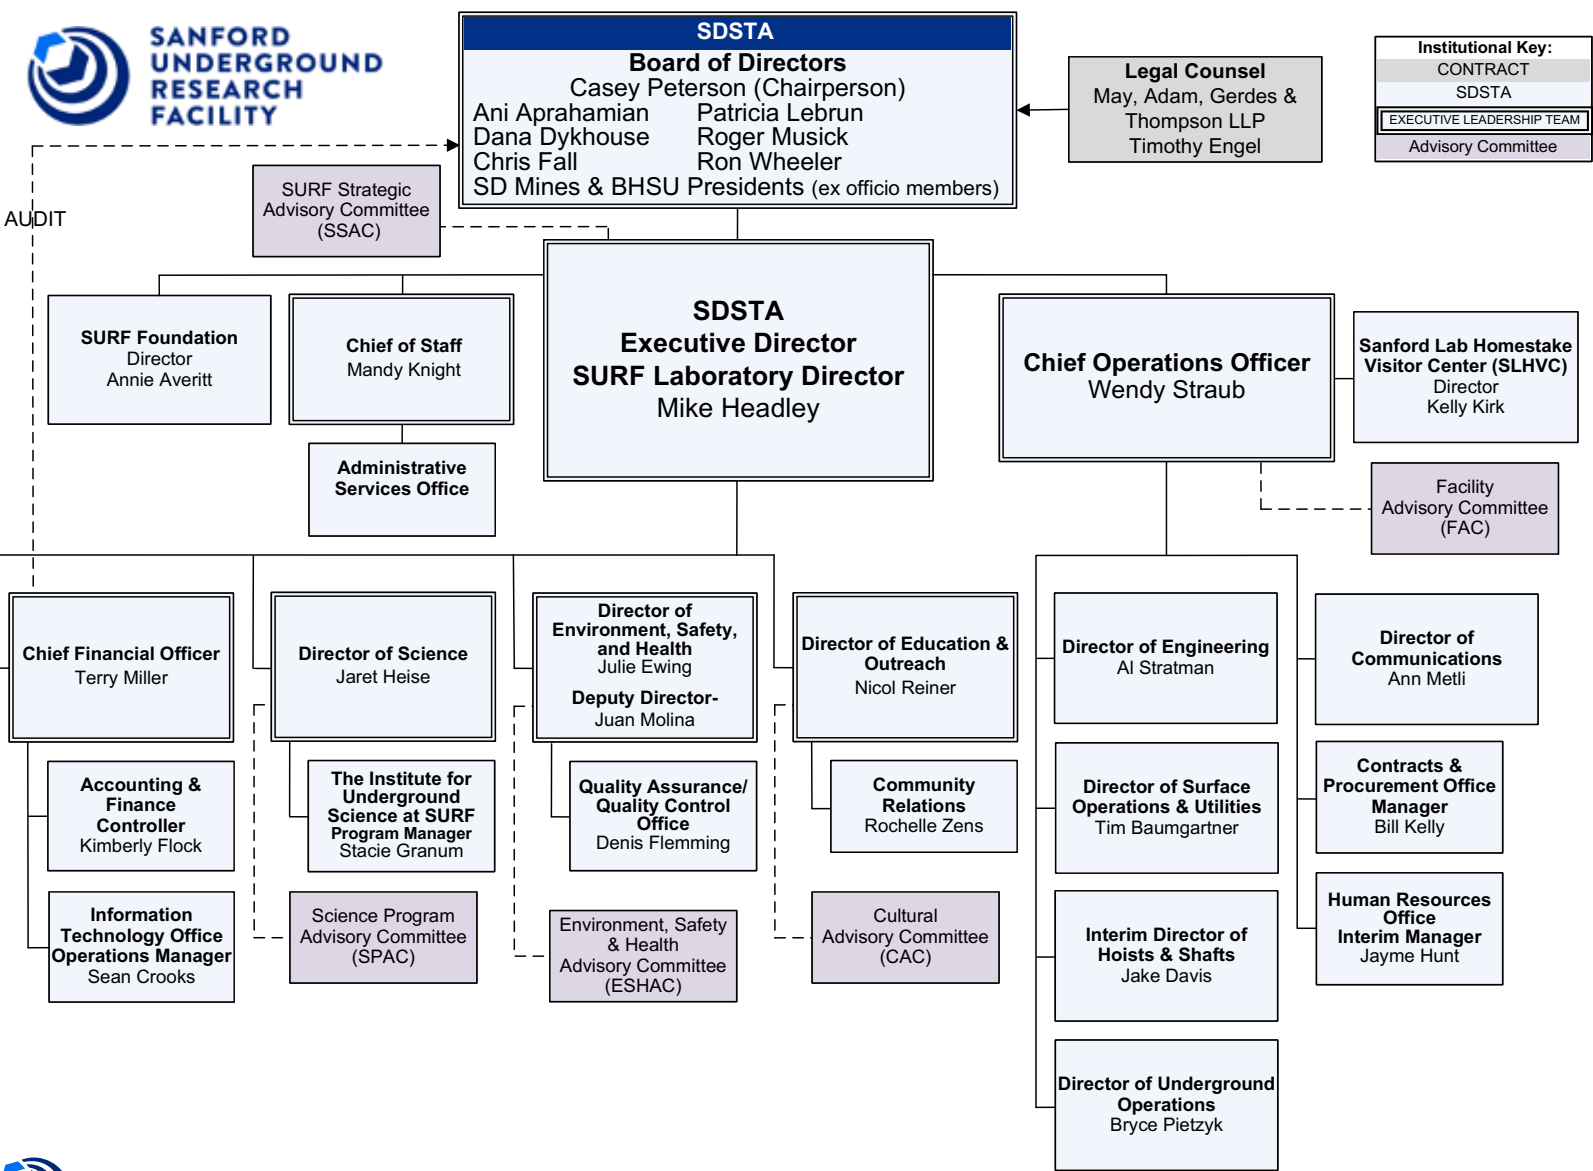 SANFORD
UNDERGROUND
RESEARCH
FACILITY
SDSTA
Board of Directors
Casey Peterson (Chairperson)
Ani Aprahamian Patricia Lebrun
Dana Dykhouse Roger Musick
Chris Fall Ron Wheeler
SD Mines & BHSU Presidents (ex officio members)
Legal Counsel
May, Adam, Gerdes &
Thompson LLP
Timothy Engel
Institutional Key:
CONTRACT
SDSTA
EXECUTIVE LEADERSHIP TEAM
Advisory Committee
AUDIT
SURF Strategic
Advisory Committee
(SSAC)
SURF Foundation
Director
Annie Averitt
Chief of Staff
Mandy Knight
Administrative
Services Office
SDSTA
Executive Director
SURF Laboratory Director
Mike Headley
Chief Operations Officer
Wendy Straub
Sanford Lab Homestake
Visitor Center (SLHVC)
Director
Kelly Kirk
Facility
Advisory Committee
(FAC)
Chief Financial Officer
Terry Miller
Director of Science
Jaret Heise
Director of
Environment, Safety,
and Health
Julie Ewing
Deputy Director-
Juan Molina
Director of Education &
Outreach
Nicol Reiner
Director of Engineering
Al Stratman
Director of
Communications
Ann Metli
Accounting &
Finance
Controller
Kimberly Flock
The Institute for
Underground
Science at SURF
Program Manager
Stacie Granum
Quality Assurance/
Quality Control
Office
Denis Flemming
Community
Relations
Rochelle Zens
Director of Surface
Operations & Utilities
Tim Baumgartner
Contracts &
Procurement Office
Manager
Bill Kelly
Information
Technology Office
Operations Manager
Sean Crooks
Science Program
Advisory Committee
(SPAC)
Environment, Safety
& Health
Advisory Committee
(ESHAC)
Cultural
Advisory Committee
(CAC)
Interim Director of
Hoists & Shafts
Jake Davis
Human Resources
Office
Interim Manager
Jayme Hunt
Director of Underground
Operations
Bryce Pietzyk